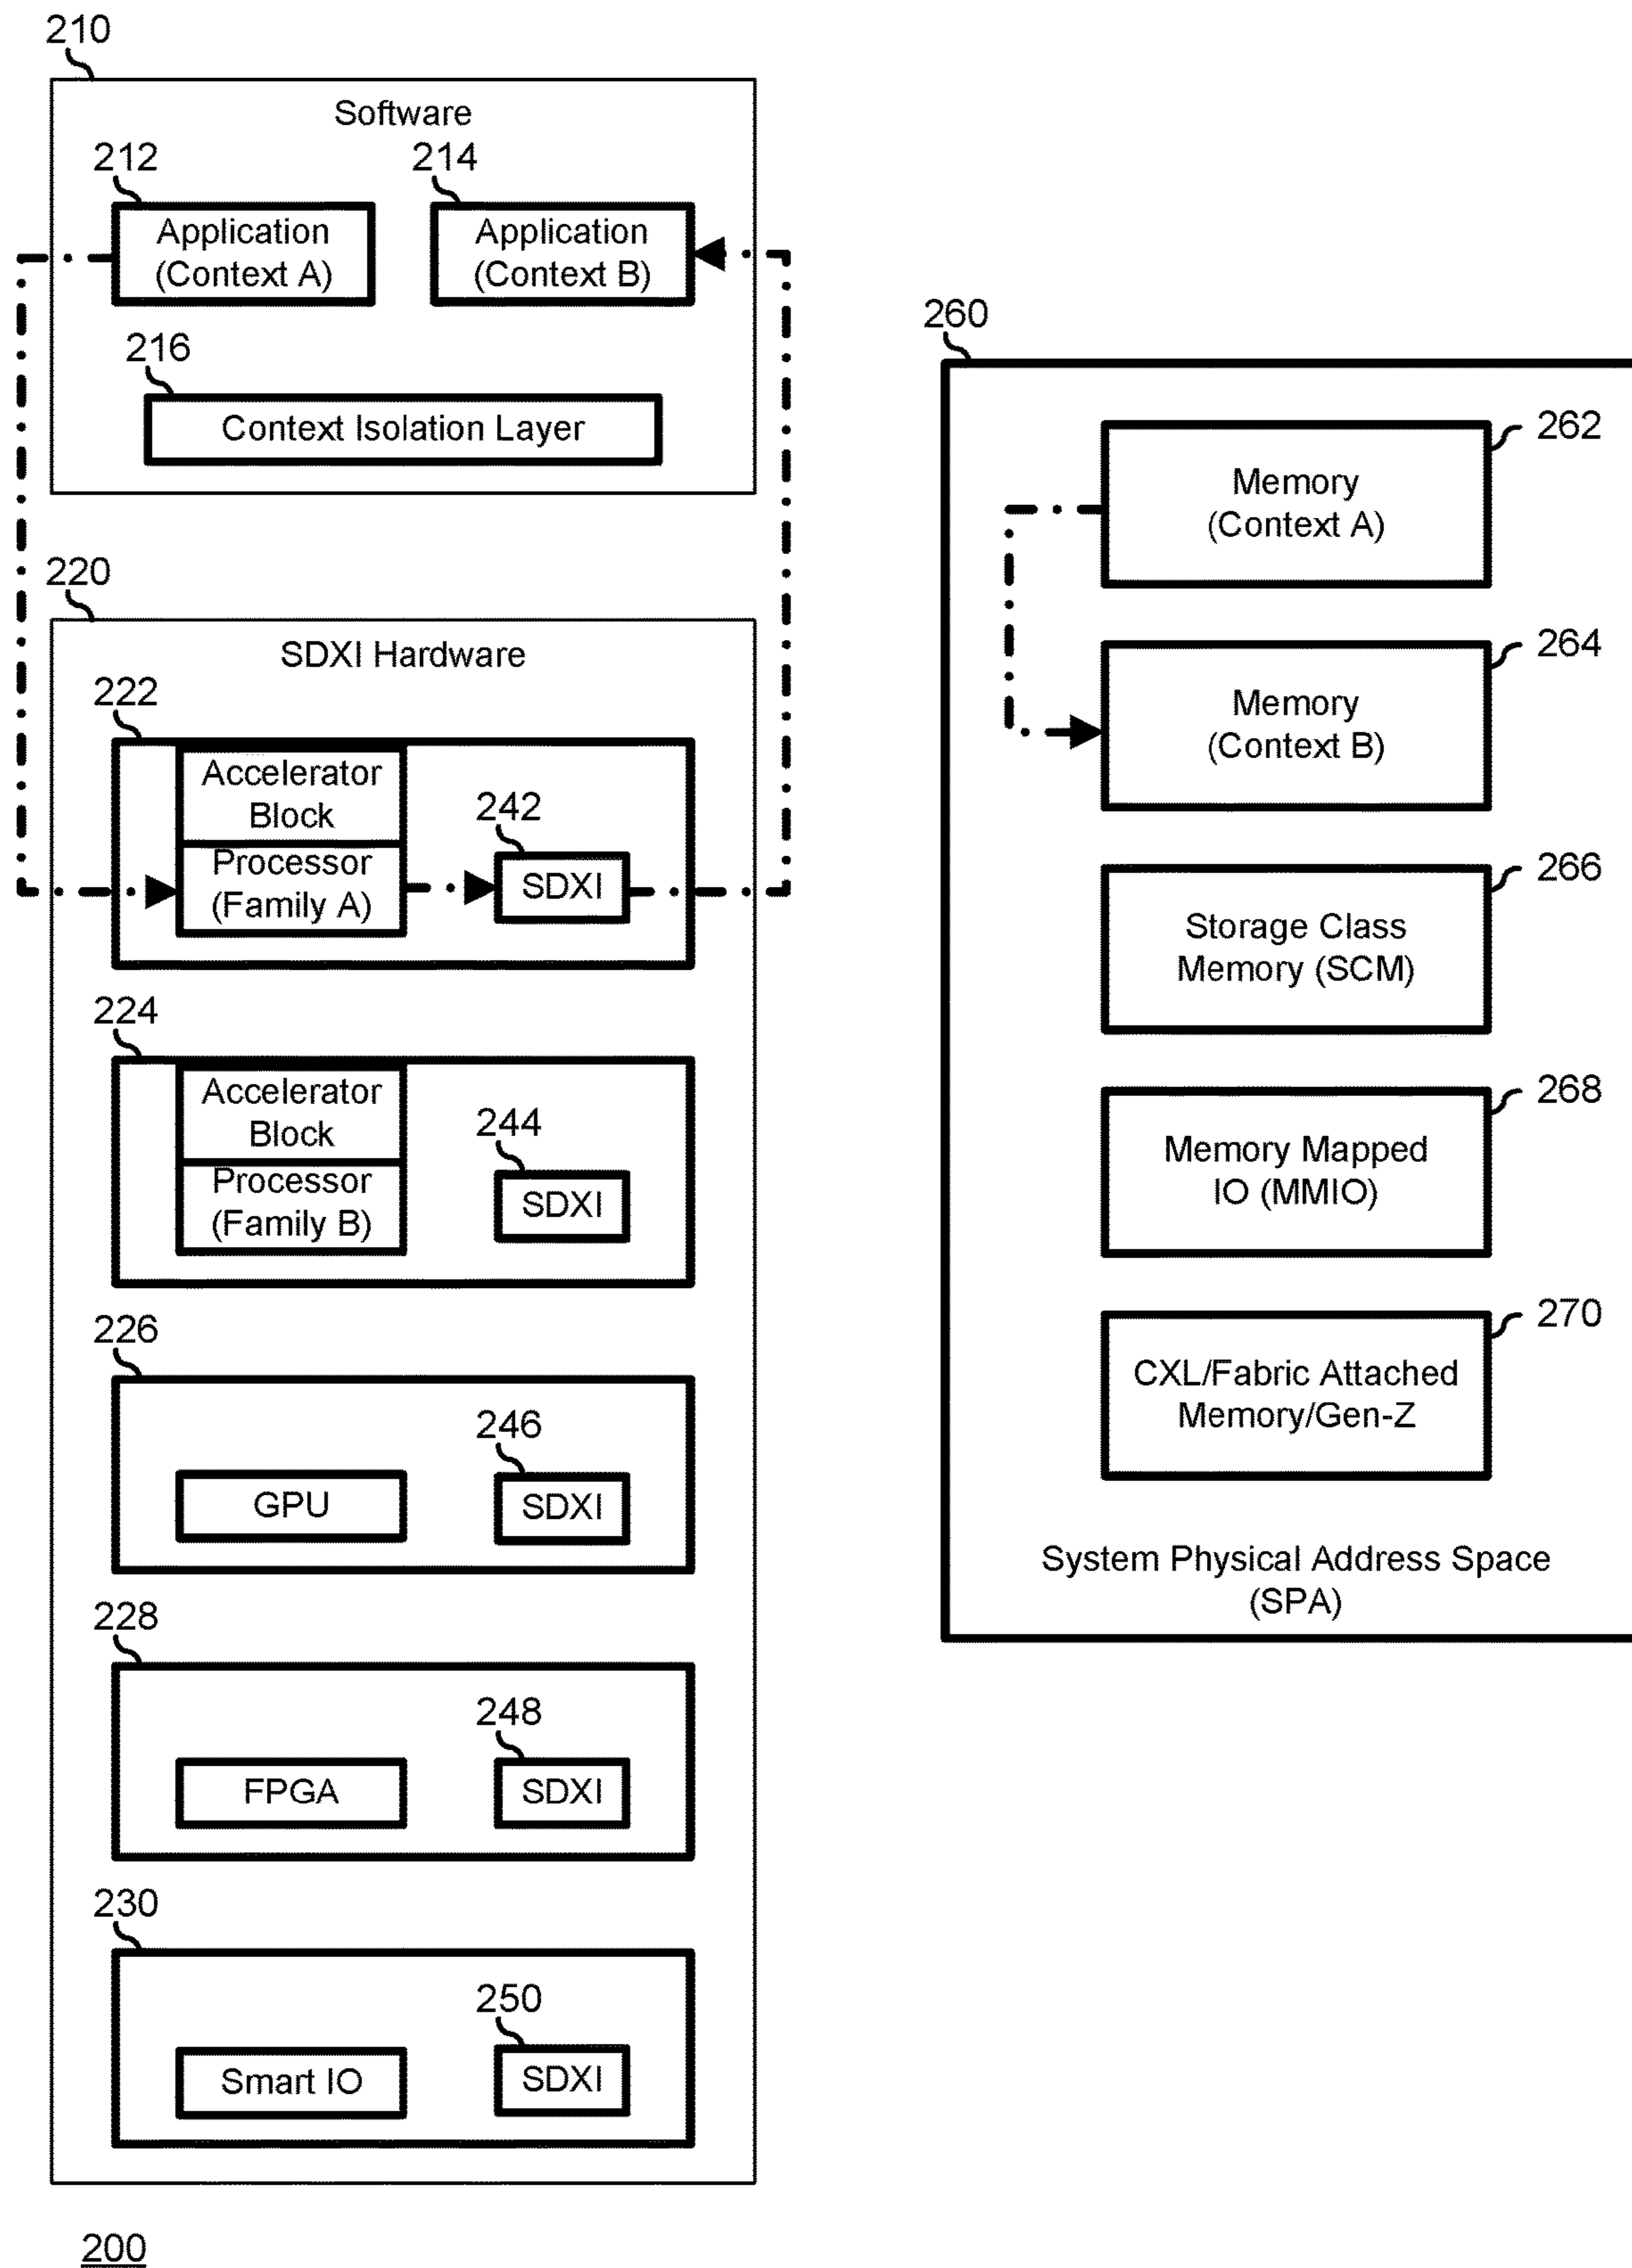 210
Software
212
214
Application
(Context A)
Application
(Context B)
216
Context Isolation Layer
220
SDXI Hardware
222
Accelerator
Block
Processor
(Family A)
242
SDXI
224
Accelerator
Block
Processor
(Family B)
244
SDXI
226
GPU
246
SDXI
228
FPGA
248
SDXI
230
Smart IO
250
SDXI
200
260
262
Memory
(Context A)
264
Memory
(Context B)
266
Storage Class
Memory (SCM)
268
Memory Mapped
IO (MMIO)
270
CXL/Fabric Attached
Memory/Gen-Z
System Physical Address Space
(SPA)